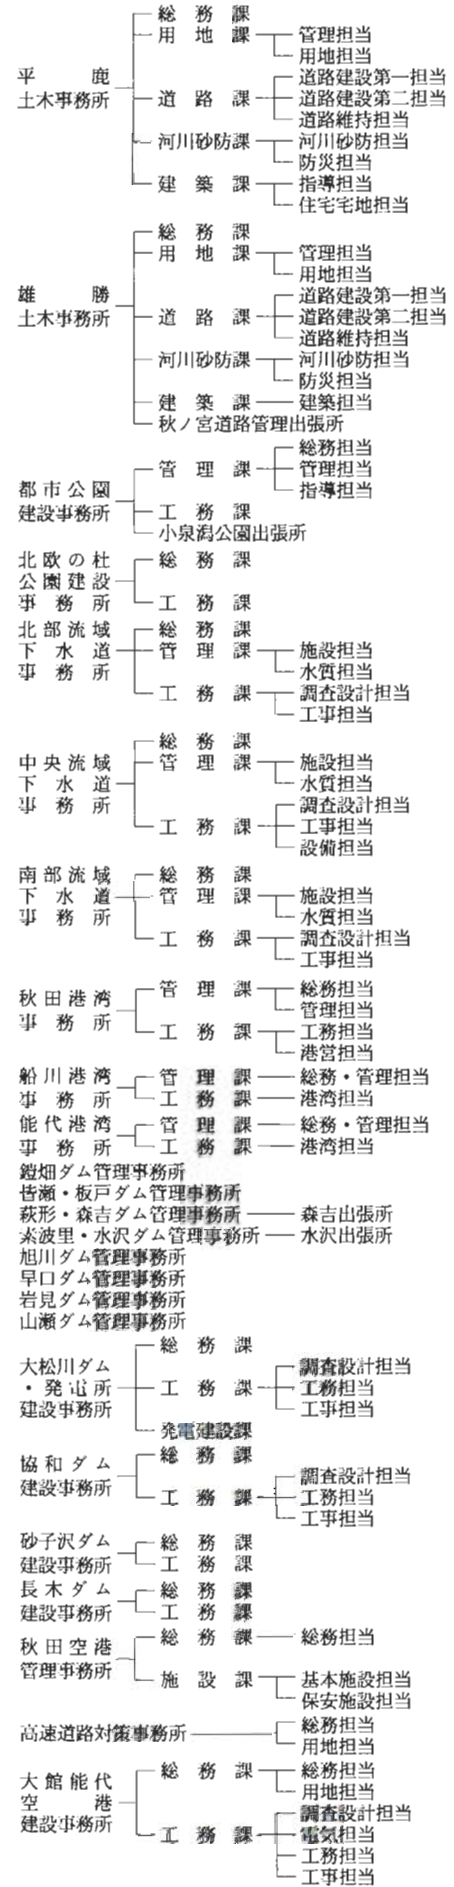 平鹿土木事務所
総務課
用地課 管理担当
用地担当
道路課 道路建設第一担当
道路建設第二担当
道路維持担当
河川砂防課 河川砂防担当
防災担当
建築課 指導担当
住宅宅地担当
雄勝土木事務所
総務課
用地課 管理担当
用地担当
道路課 道路建設第一担当
道路建設第二担当
道路維持担当
河川砂防課 河川砂防担当
防災担当
建築課 建築担当
秋ノ宮道路管理出張所
都市公園建設事務所
管理課 総務担当
管理担当
指導担当
工務課
小泉潟公園出張所
北欧の杜公園建設事務所
総務課
工務課
北部流域下水道事務所
総務課
管理課 施設担当
水質担当
工務課 調査設計担当
工事担当
中央流域下水道事務所
総務課
管理課 施設担当
水質担当
工務課 調査設計担当
工事担当
設備担当
南部流域下水道事務所
総務課
管理課 施設担当
水質担当
工務課 調査設計担当
工事担当
秋田港湾事務所
管理課 総務担当
管理担当
工務課 工務担当
港営担当
船川港湾事務所
管理課 総務・管理担当
工務課 港湾担当
能代港湾事務所
管理課 総務・管理担当
工務課 港湾担当
鎧畑ダム管理事務所
皆瀬・板戸ダム管理事務所
萩形・森吉ダム管理事務所 森吉出張所
素波里・水沢ダム管理事務所 水沢出張所
旭川ダム管理事務所
早口ダム管理事務所
岩見ダム管理事務所
山瀬ダム管理事務所
大松川ダム・発電所建設事務所
総務課
工務課 調査設計担当
工務担当
工事担当
発電建設課
協和ダム建設事務所
総務課
工務課 調査設計担当
工務担当
工事担当
砂子沢ダム建設事務所
総務課
工務課
長木ダム建設事務所
総務課
工務課
秋田空港管理事務所
総務課 総務担当
施設課 基本施設担当
保安施設担当
高速道路対策事務所 総務担当
用地担当
大館能代空港建設事務所
総務課 総務担当
用地担当
工務課 調査設計担当
電気担当
工務担当
工事担当